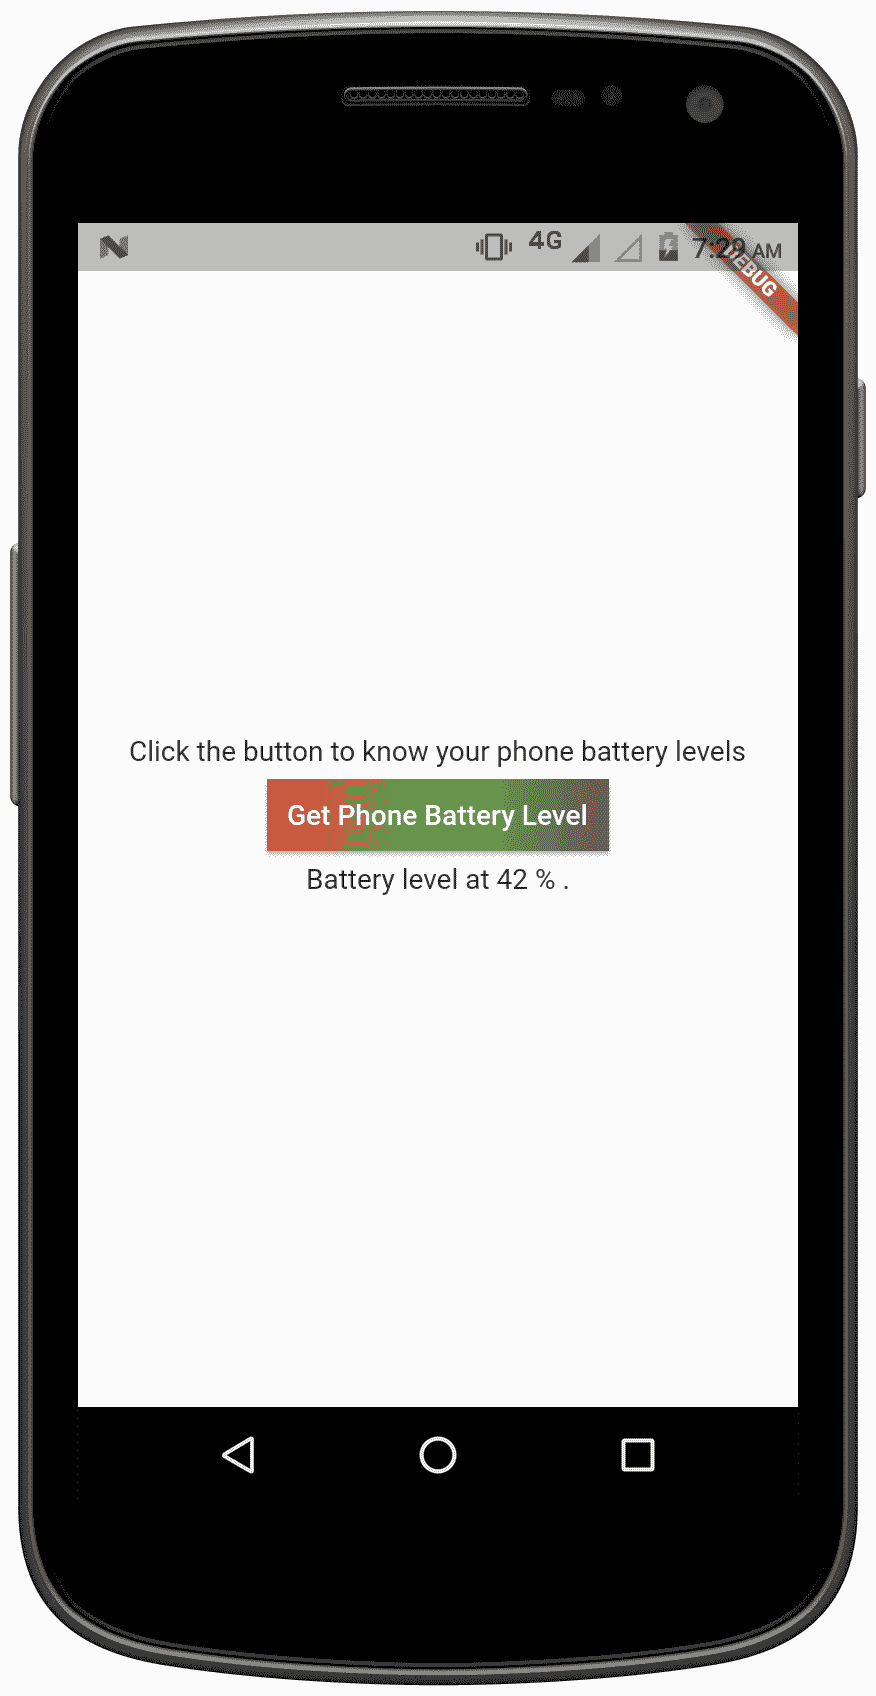 4G 7:29 AM
DEBUG
Click the button to know your phone battery levels
Get Phone Battery Level
Battery level at 42 % .